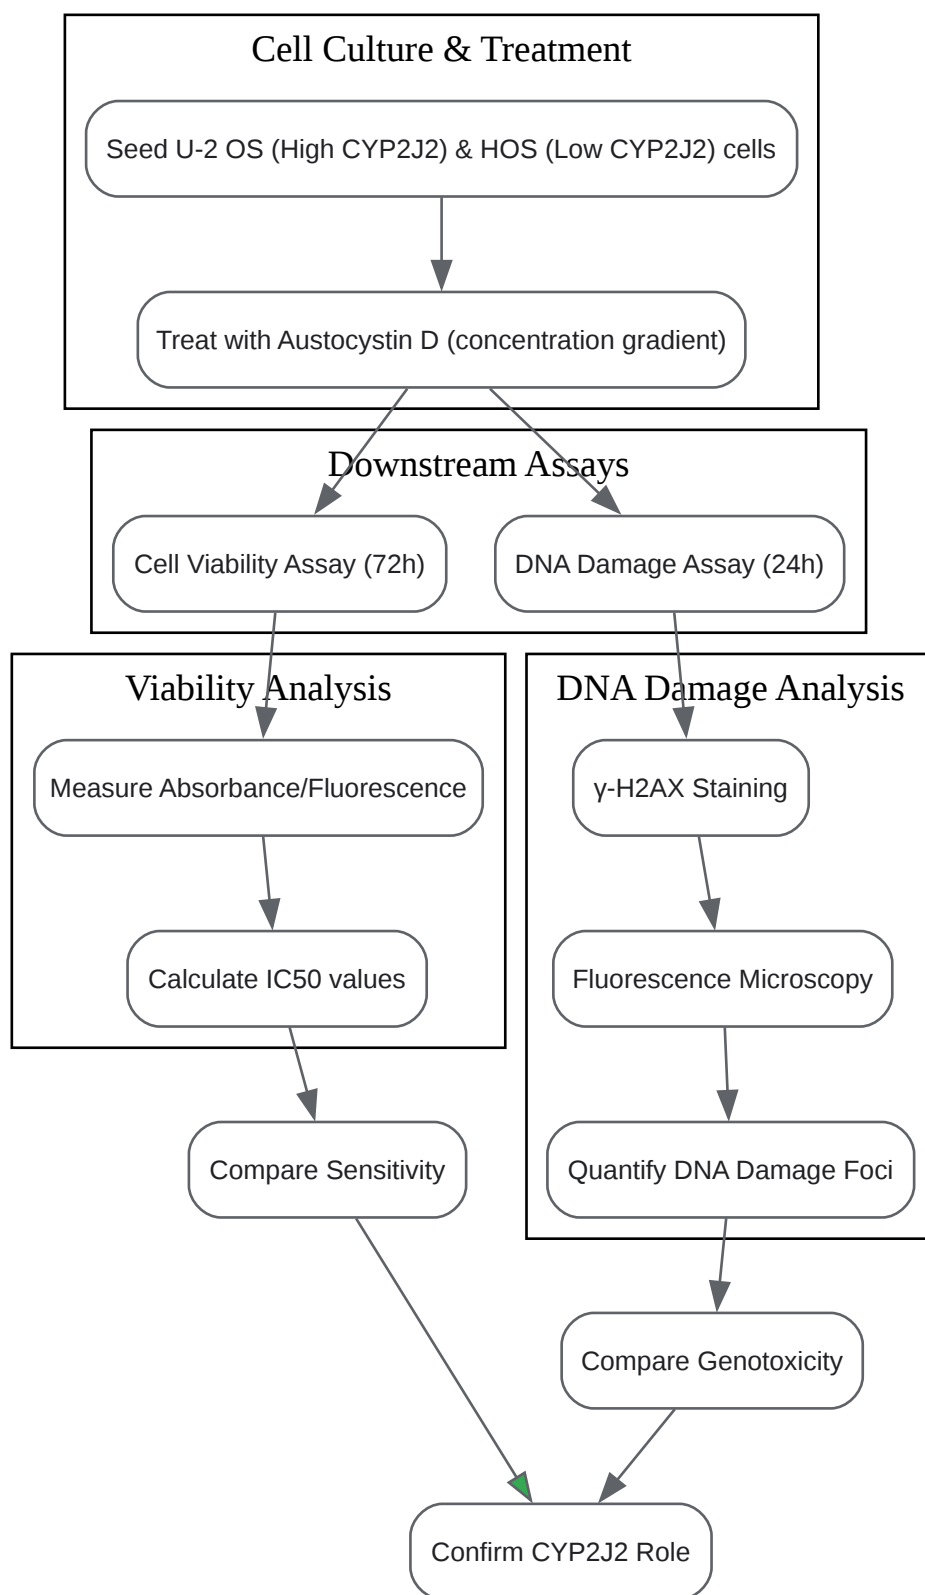 Cell Culture & Treatment
Seed U-2 OS (High CYP2J2) & HOS (Low CYP2J2) cells
Treat with Austocystin D (concentration gradient)
Downstream Assays
Cell Viability Assay (72h)
DNA Damage Assay (24h)
Viability Analysis
DNA Damage Analysis
Measure Absorbance/Fluorescence
γ-H2AX Staining
Calculate IC50 values
Fluorescence Microscopy
Compare Sensitivity
Quantify DNA Damage Foci
Compare Genotoxicity
Confirm CYP2J2 Role